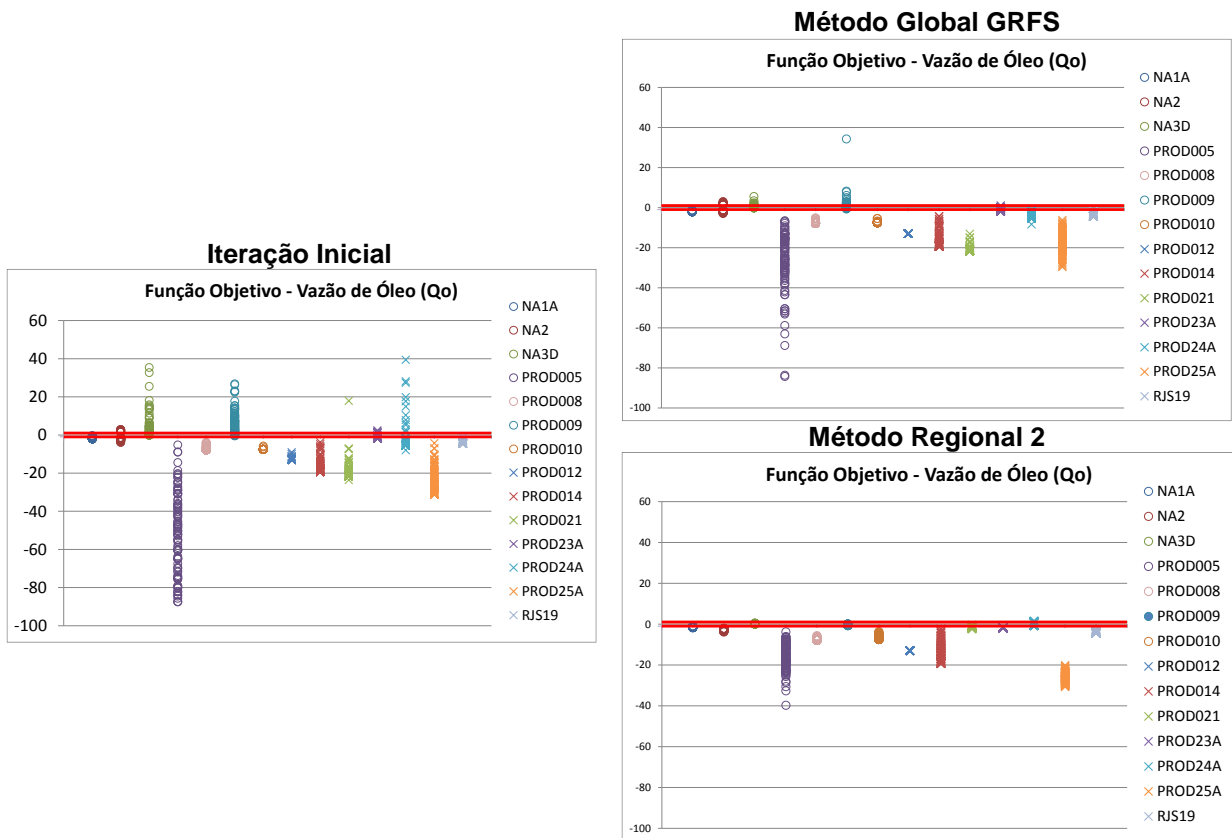 Iteração Inicial
Função Objetivo - Vazão de Óleo (Qo)
60
40
20
0
-20
-40
-60
-80
-100
NA1A
NA2
NA3D
PROD005
PROD008
PROD009
PROD010
PROD012
PROD014
PROD021
PROD23A
PROD24A
PROD25A
RJS19
Método Global GRFS
Função Objetivo - Vazão de Óleo (Qo)
60
40
20
0
-20
-40
-60
-80
-100
NA1A
NA2
NA3D
PROD005
PROD008
PROD009
PROD010
PROD012
PROD014
PROD021
PROD23A
PROD24A
PROD25A
RJS19
Método Regional 2
Função Objetivo - Vazão de Óleo (Qo)
60
40
20
0
-20
-40
-60
-80
-100
NA1A
NA2
NA3D
PROD005
PROD008
PROD009
PROD010
PROD012
PROD014
PROD021
PROD23A
PROD24A
PROD25A
RJS19